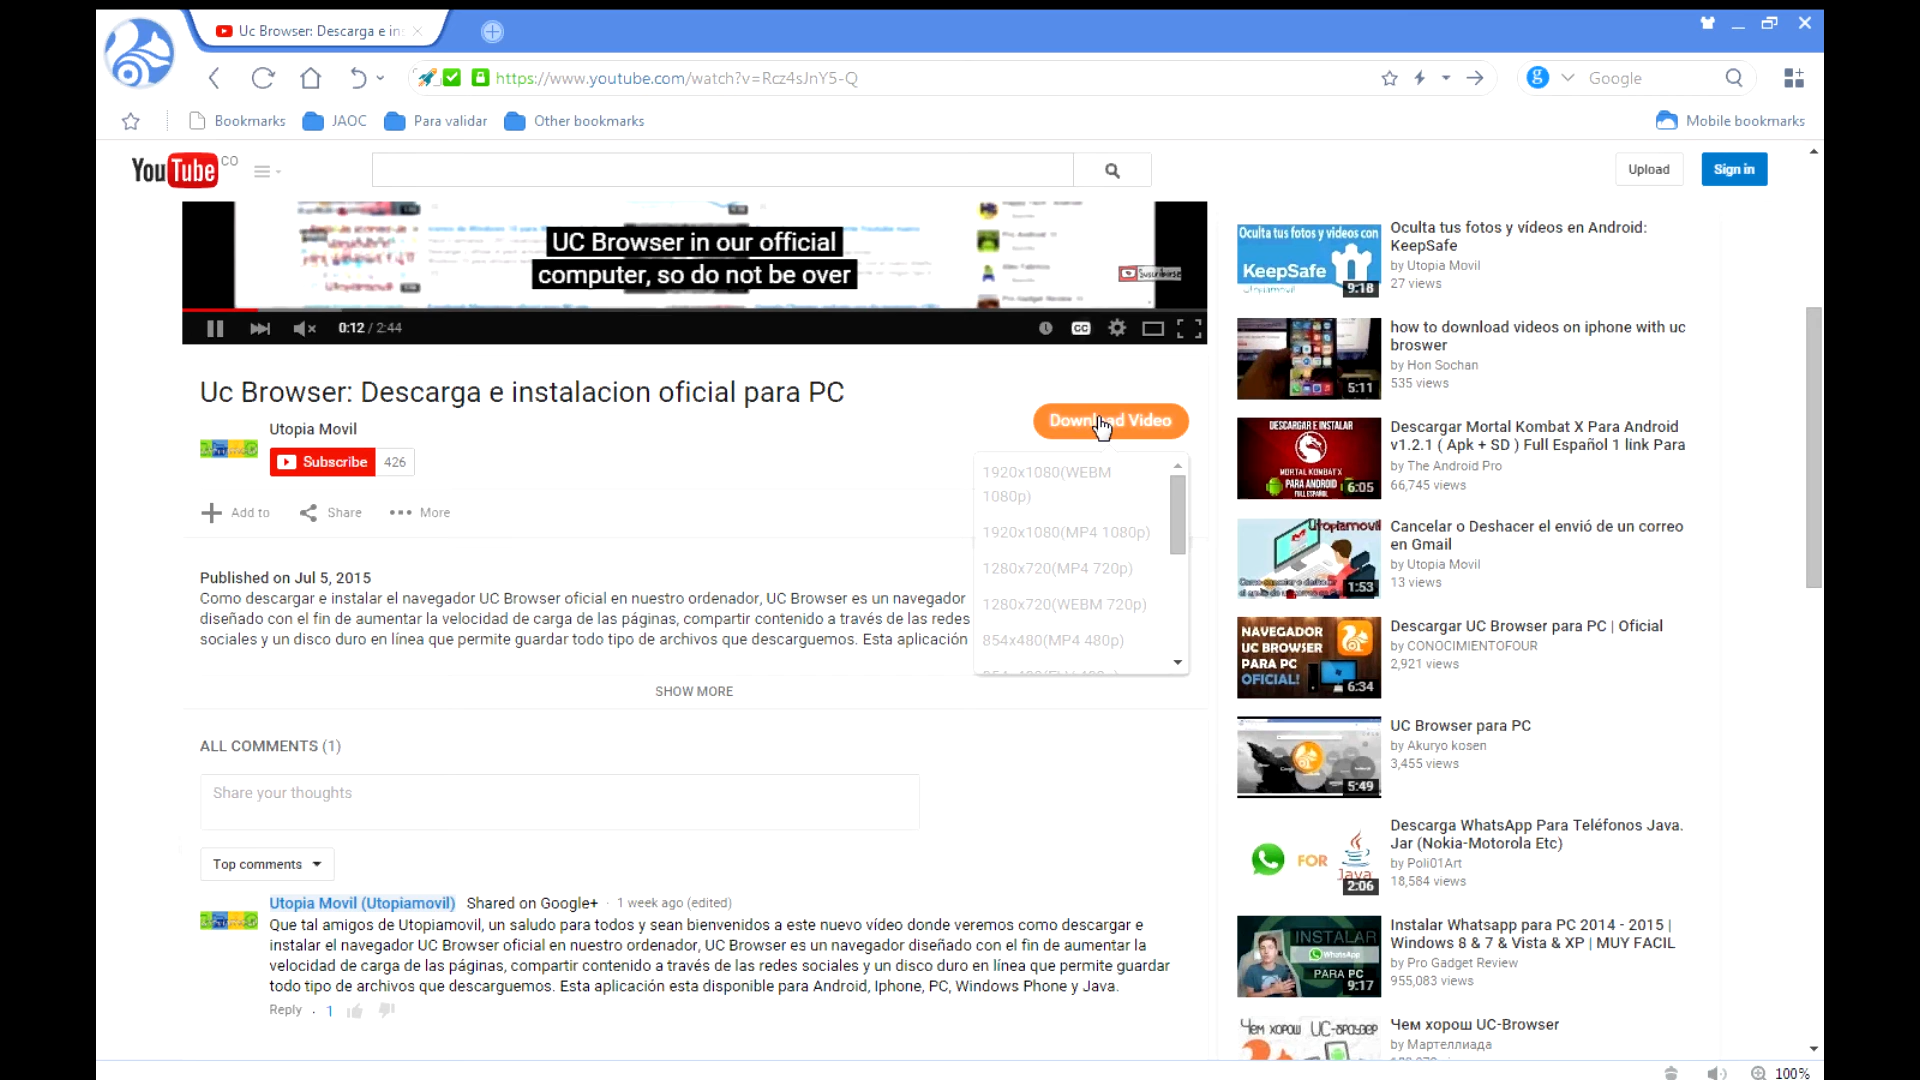 Uc Browser: Descarga e in
https://www.youtube.com/watch?v=Rcz4sJnY5-Q
Google
Bookmarks
JAOC
Para validar
Other bookmarks
Mobile bookmarks
YouTube CO
Upload
Sign in
UC Browser in our official
computer, so do not be over
Suscribirse
0:12 / 2:44
CC
Uc Browser: Descarga e instalacion oficial para PC
Utopia Movil
Subscribe 426
Add to
Share
More
Download Video
1920x1080(WEBM
1080p)
1920x1080(MP4 1080p)
1280x720(MP4 720p)
1280x720(WEBM 720p)
854x480(MP4 480p)
Published on Jul 5, 2015
Como descargar e instalar el navegador UC Browser oficial en nuestro ordenador, UC Browser es un navegador
diseñado con el fin de aumentar la velocidad de carga de las páginas, compartir contenido a través de las redes
sociales y un disco duro en línea que permite guardar todo tipo de archivos que descarguemos. Esta aplicación
SHOW MORE
ALL COMMENTS (1)
Share your thoughts
Top comments
Utopia Movil (Utopiamovil) Shared on Google+ · 1 week ago (edited)
Que tal amigos de Utopiamovil, un saludo para todos y sean bienvenidos a este nuevo vídeo donde veremos como descargar e
instalar el navegador UC Browser oficial en nuestro ordenador, UC Browser es un navegador diseñado con el fin de aumentar la
velocidad de carga de las páginas, compartir contenido a través de las redes sociales y un disco duro en línea que permite guardar
todo tipo de archivos que descarguemos. Esta aplicación esta disponible para Android, Iphone, PC, Windows Phone y Java.
Reply · 1
Oculta tus fotos y videos con
KeepSafe
9:18
Oculta tus fotos y vídeos en Android:
KeepSafe
by Utopia Movil
27 views
5:11
how to download videos on iphone with uc
broswer
by Hon Sochan
535 views
DESCARGAR E INSTALAR
MORTAL KOMBAT X
PARA ANDROID
FULL ESPAÑOL
6:05
Descargar Mortal Kombat X Para Android
v1.2.1 ( Apk + SD ) Full Español 1 link Para
by The Android Pro
66,745 views
Utopiamovil
1:53
Cancelar o Deshacer el envió de un correo
en Gmail
by Utopia Movil
13 views
NAVEGADOR
UC BROWSER
PARA PC
OFICIAL!
6:34
Descargar UC Browser para PC | Oficial
by CONOCIMIENTOFOUR
2,921 views
5:49
UC Browser para PC
by Akuryo kosen
3,455 views
FOR
Java
2:06
Descarga WhatsApp Para Teléfonos Java.
Jar (Nokia-Motorola Etc)
by Poli01Art
18,584 views
INSTALAR
WhatsApp
PARA PC
9:17
Instalar Whatsapp para PC 2014 - 2015 |
Windows 8 & 7 & Vista & XP | MUY FACIL
by Pro Gadget Review
955,083 views
Чем хорош UC-браузер
Чем хорош UC-Browser
by Мартеллиада
100%